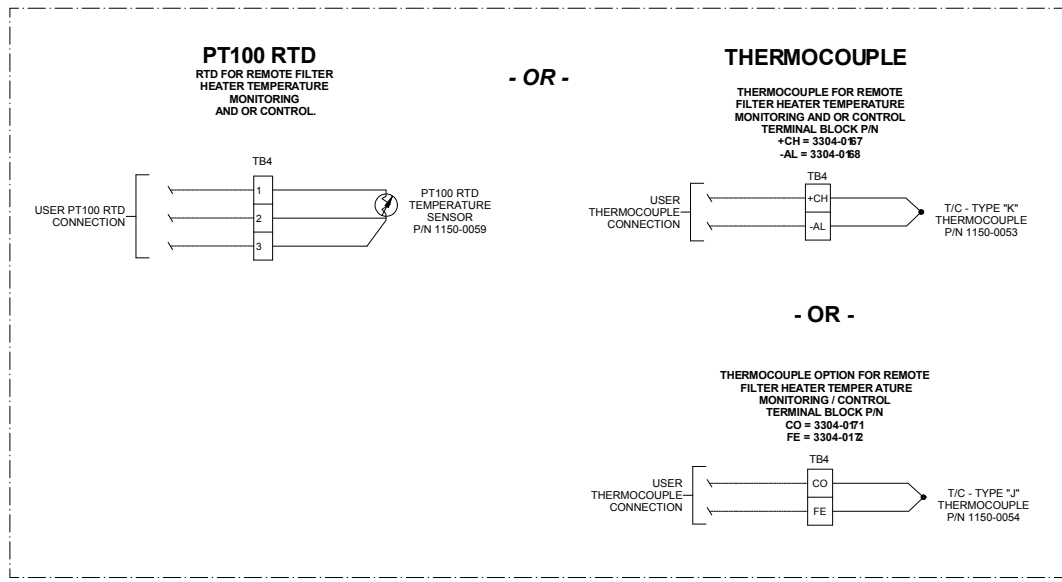 PT100 RTD
RTD FOR REMOTE FILTER
HEATER TEMPERATURE
MONITORING
AND OR CONTROL.
TB4
1
2
3
USER PT100 RTD
CONNECTION
PT100 RTD
TEMPERATURE
SENSOR
P/N 1150-0059
- OR -
THERMOCOUPLE
THERMOCOUPLE FOR REMOTE
FILTER HEATER TEMPERATURE
MONITORING AND OR CONTROL
TERMINAL BLOCK P/N
+CH = 3304-0167
-AL = 3304-0168
TB4
+CH
-AL
USER
THERMOCOUPLE
CONNECTION
T/C - TYPE "K"
THERMOCOUPLE
P/N 1150-0053
- OR -
THERMOCOUPLE OPTION FOR REMOTE
FILTER HEATER TEMPER ATURE
MONITORING / CONTROL
TERMINAL BLOCK P/N
CO = 3304-0171
FE = 3304-0172
TB4
CO
FE
USER
THERMOCOUPLE
CONNECTION
T/C - TYPE "J"
THERMOCOUPLE
P/N 1150-0054